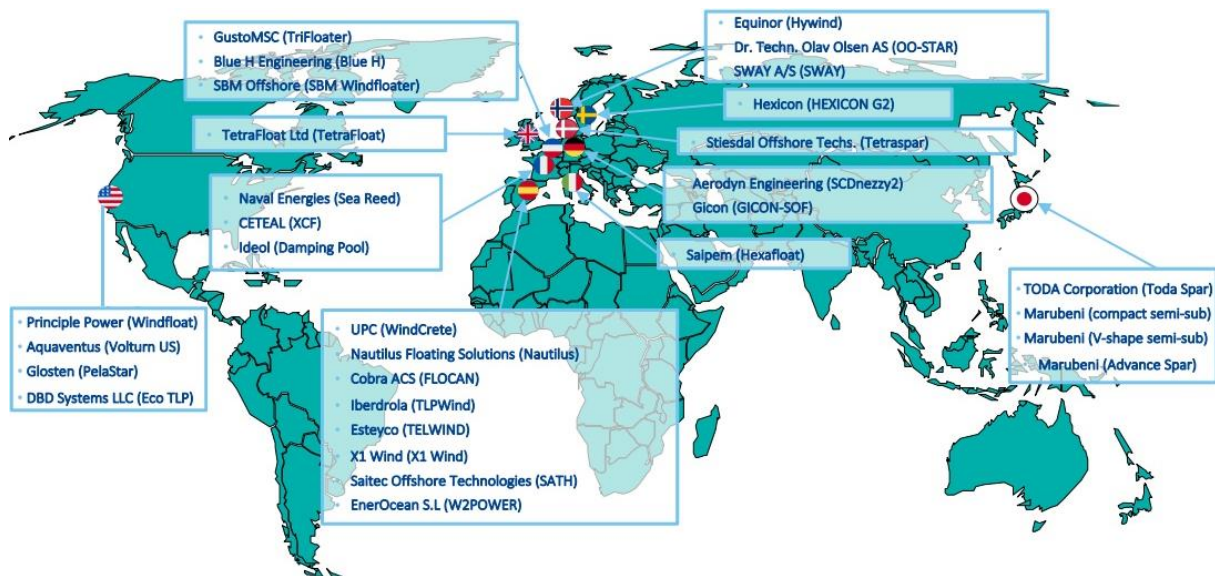 GustoMSC (TriFloater)
Blue H Engineering (Blue H)
SBM Offshore (SBM Windfloater)
Equinor (Hywind)
Dr. Techn. Olav Olsen AS (OO-STAR)
SWAY A/S (SWAY)
Hexicon (HEXICON G2)
TetraFloat Ltd (TetraFloat)
Stiesdal Offshore Techs. (Tetraspar)
Naval Energies (Sea Reed)
CETEAL (XCF)
Ideol (Damping Pool)
Aerodyn Engineering (SCDnezzy2)
Gicon (GICON-SOF)
Saipem (Hexafloat)
Principle Power (Windfloat)
Aquaventus (Volturn US)
Glosten (PelaStar)
DBD Systems LLC (Eco TLP)
UPC (WindCrete)
Nautilus Floating Solutions (Nautilus)
Cobra ACS (FLOCAN)
Iberdrola (TLPWind)
Esteyco (TELWIND)
X1 Wind (X1 Wind)
Saitec Offshore Technologies (SATH)
EnerOcean S.L (W2POWER)
TODA Corporation (Toda Spar)
Marubeni (compact semi-sub)
Marubeni (V-shape semi-sub)
Marubeni (Advance Spar)